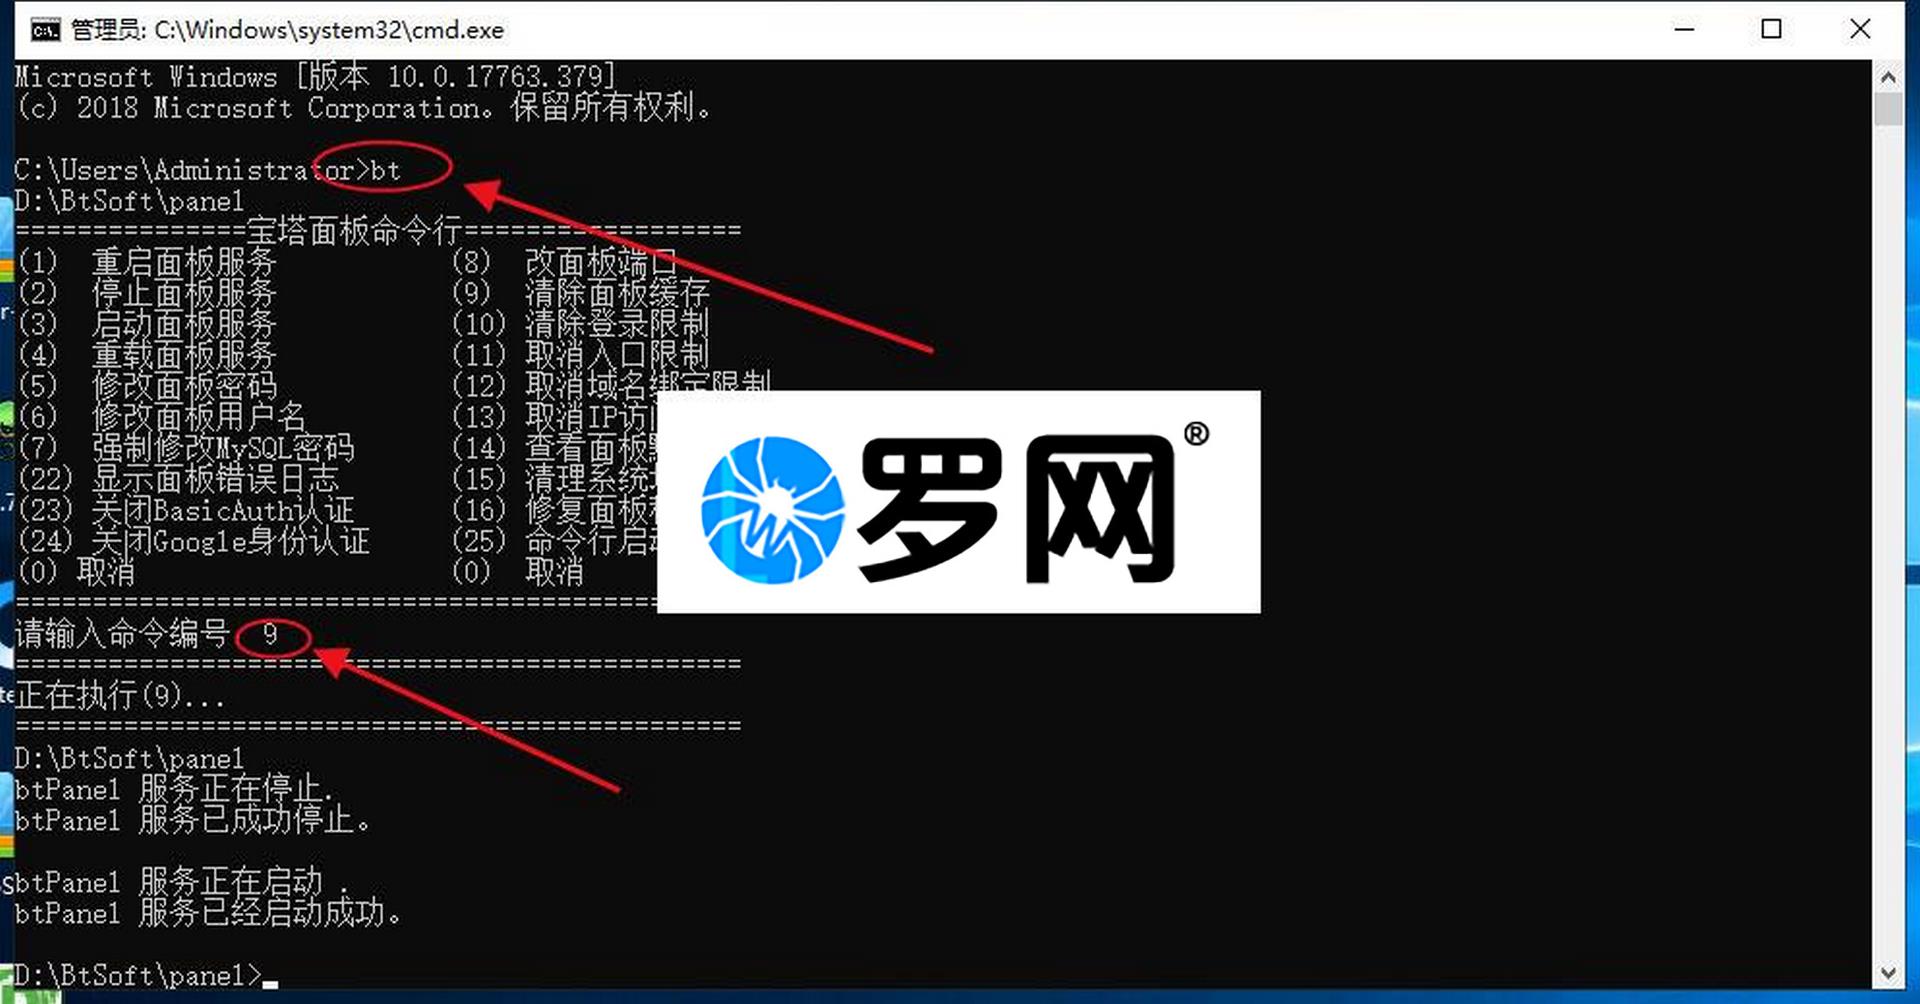 管理员: C:\Windows\system32\cmd.exe
Microsoft Windows [版本 10.0.17763.379]
(c) 2018 Microsoft Corporation。保留所有权利。
C:\Users\Administrator>bt
D:\BtSoft\panel
===============宝塔面板命令行==================
(1) 重启面板服务 (8) 改面板端口
(2) 停止面板服务 (9) 清除面板缓存
(3) 启动面板服务 (10) 清除登录限制
(4) 重载面板服务 (11) 取消入口限制
(5) 修改面板密码 (12) 取消域名绑定限制
(6) 修改面板用户名 (13) 取消IP访
(7) 强制修改MySQL密码 (14) 查看面板
(22) 显示面板错误日志 (15) 清理系统
(23) 关闭BasicAuth认证 (16) 修复面板
(24) 关闭Google身份认证 (25) 命令行启
(0) 取消 (0) 取消
罗网®
===============================================
请输入命令编号 9
===============================================
正在执行(9)...
===============================================
D:\BtSoft\panel
btPanel 服务正在停止.
btPanel 服务已成功停止。
btPanel 服务正在启动 .
btPanel 服务已经启动成功。
D:\BtSoft\panel>